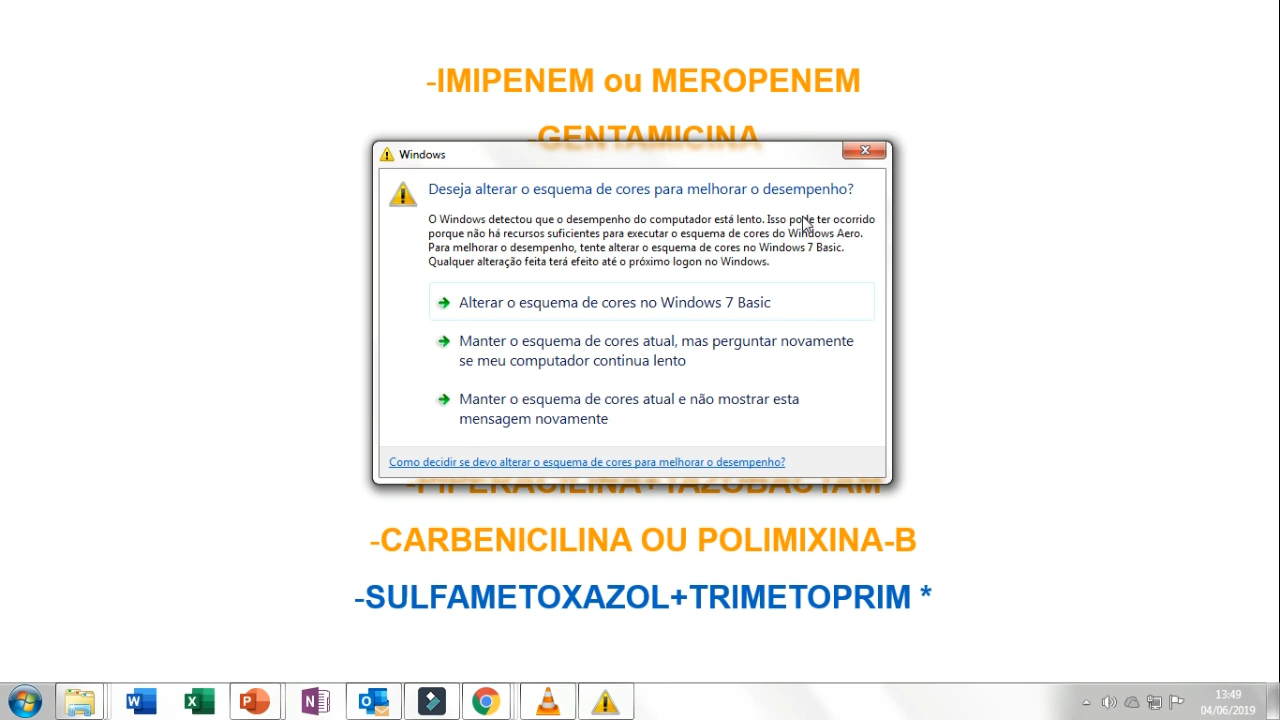 -IMIPENEM ou MEROPENEM
-GENTAMICINA
Windows
Deseja alterar o esquema de cores para melhorar o desempenho?
O Windows detectou que o desempenho do computador está lento. Isso pode ter ocorrido
porque não há recursos suficientes para executar o esquema de cores do Windows Aero.
Para melhorar o desempenho, tente alterar o esquema de cores no Windows 7 Basic.
Qualquer alteração feita terá efeito até o próximo logon no Windows.
Alterar o esquema de cores no Windows 7 Basic
Manter o esquema de cores atual, mas perguntar novamente
se meu computador continua lento
Manter o esquema de cores atual e não mostrar esta
mensagem novamente
Como decidir se devo alterar o esquema de cores para melhorar o desempenho?
-PIPERACILINA+TAZOBACTAM
-CARBENICILINA OU POLIMIXINA-B
-SULFAMETOXAZOL+TRIMETOPRIM *
13:49
04/06/2019